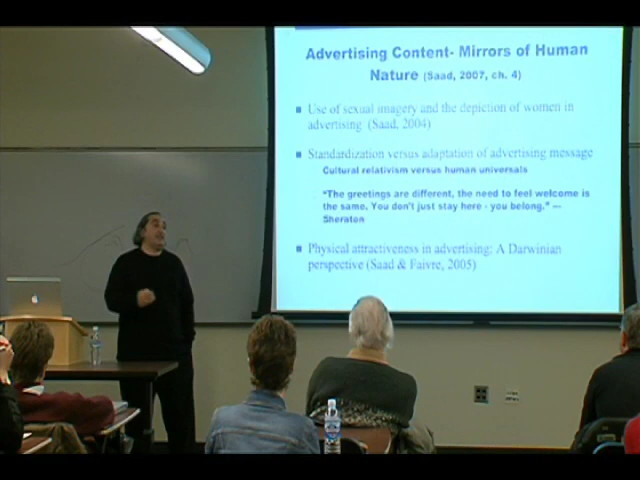 Advertising Content- Mirrors of Human
Nature (Saad, 2007, ch. 4)
Use of sexual imagery and the depiction of women in
advertising (Saad, 2004)
Standardization versus adaptation of advertising message
Cultural relativism versus human universals
"The greetings are different, the need to feel welcome is
the same. You don't just stay here - you belong." —
Sheraton
Physical attractiveness in advertising: A Darwinian
perspective (Saad & Faivre, 2005)